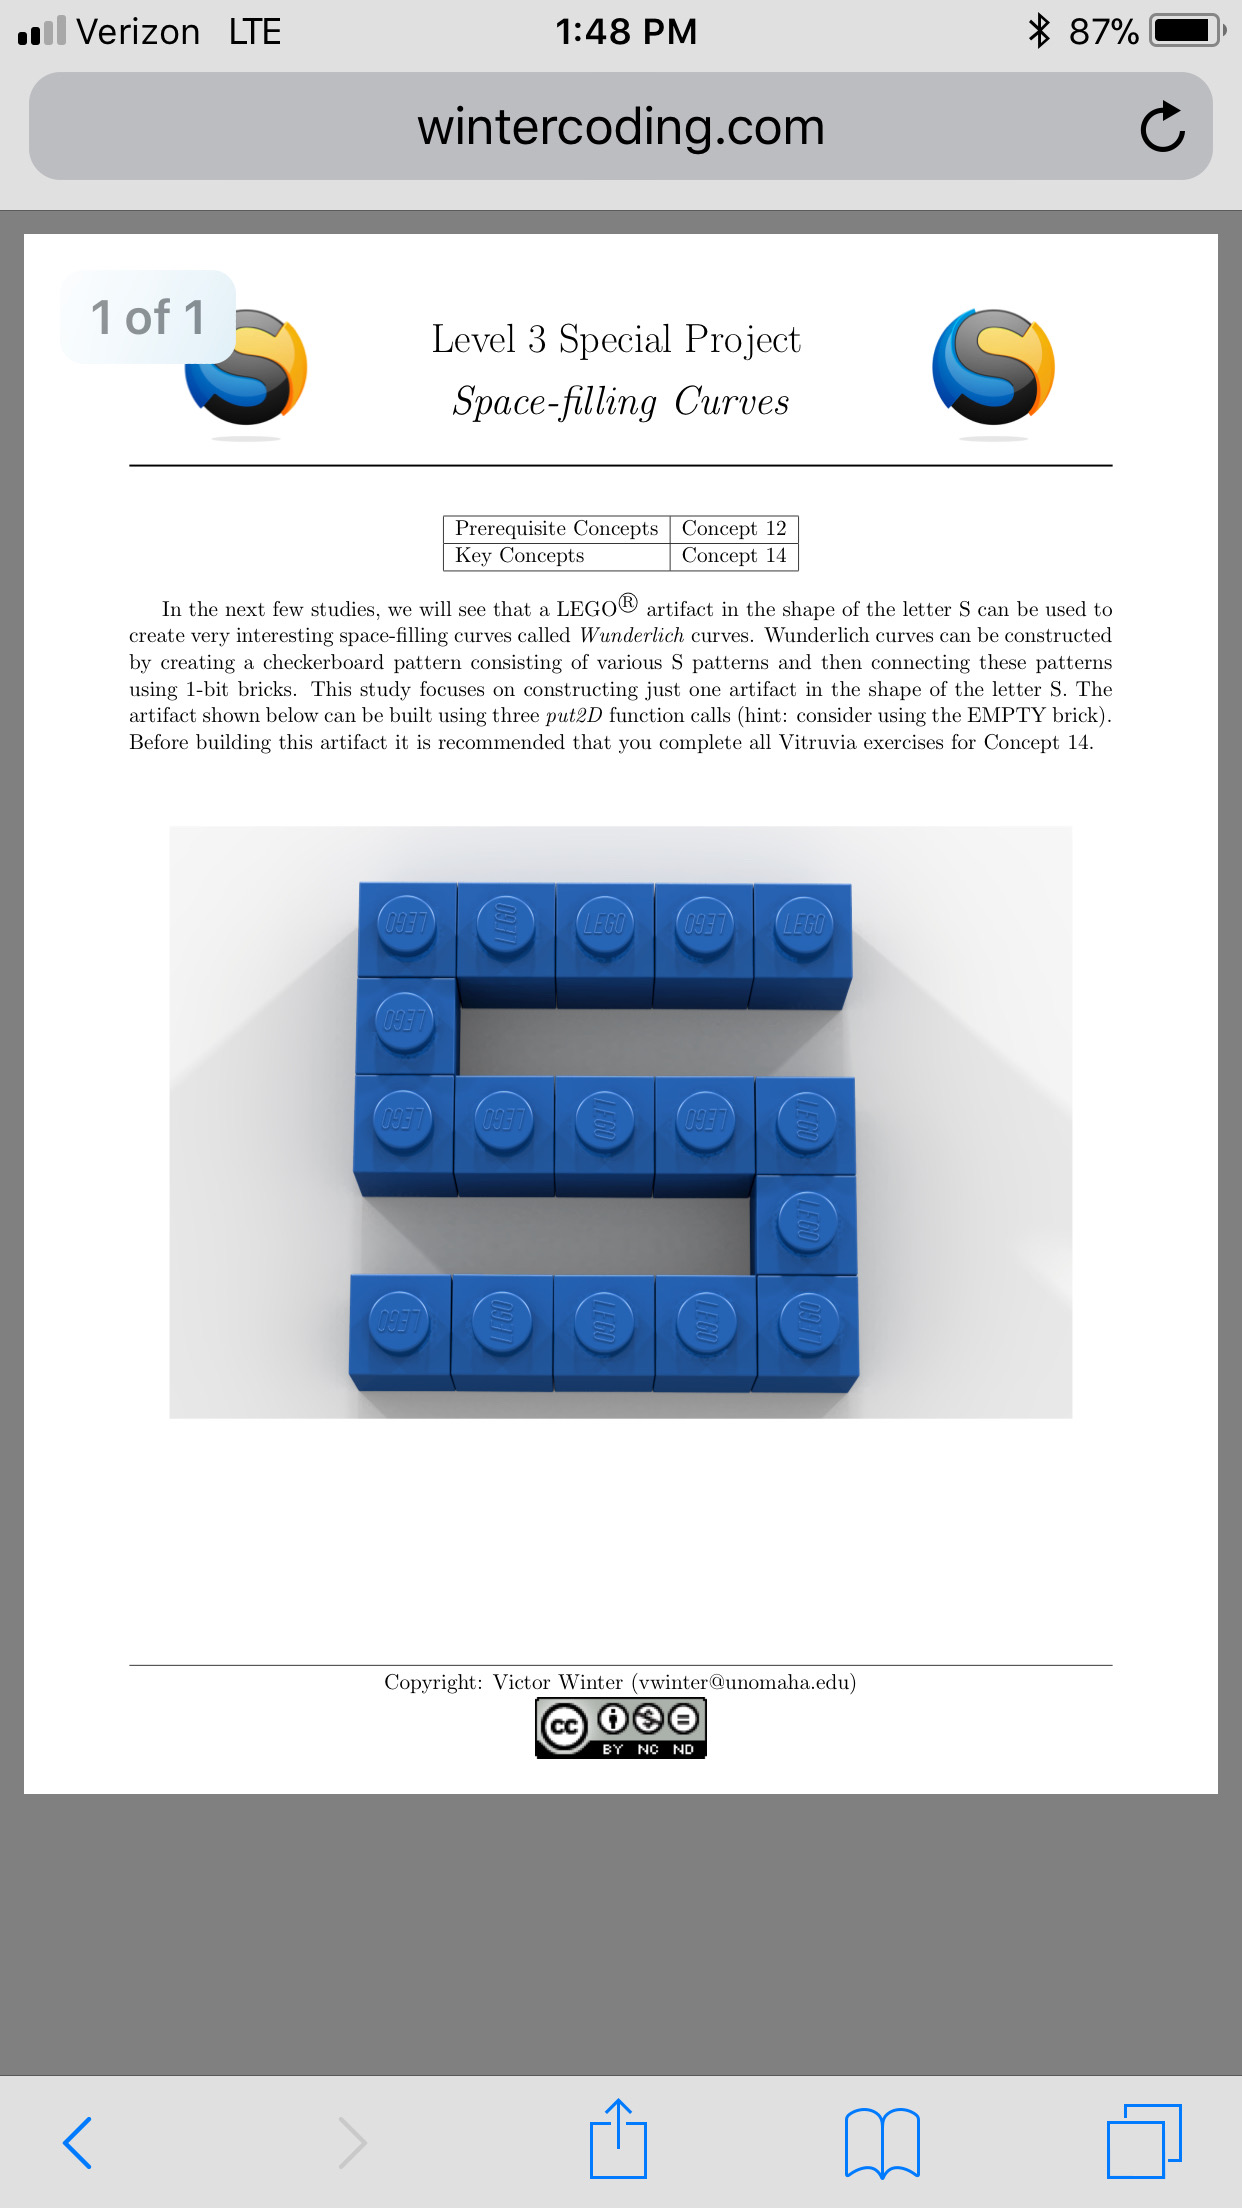 Verizon LTE 1:48 PM 87%
wintercoding.com
1 of 1
S
S
Level 3 Special Project
Space-filling Curves
Prerequisite Concepts Concept 12
Key Concepts Concept 14
In the next few studies, we will see that a LEGO® artifact in the shape of the letter S can be used to
create very interesting space-filling curves called Wunderlich curves. Wunderlich curves can be constructed
by creating a checkerboard pattern consisting of various S patterns and then connecting these patterns
using 1-bit bricks. This study focuses on constructing just one artifact in the shape of the letter S. The
artifact shown below can be built using three put2D function calls (hint: consider using the EMPTY brick).
Before building this artifact it is recommended that you complete all Vitruvia exercises for Concept 14.
LEGO LEGO LEGO LEGO LEGO
LEGO
LEGO LEGO LEGO LEGO LEGO
LEGO
LEGO LEGO LEGO LEGO LEGO
Copyright: Victor Winter (vwinter@unomaha.edu)
cc BY NC ND